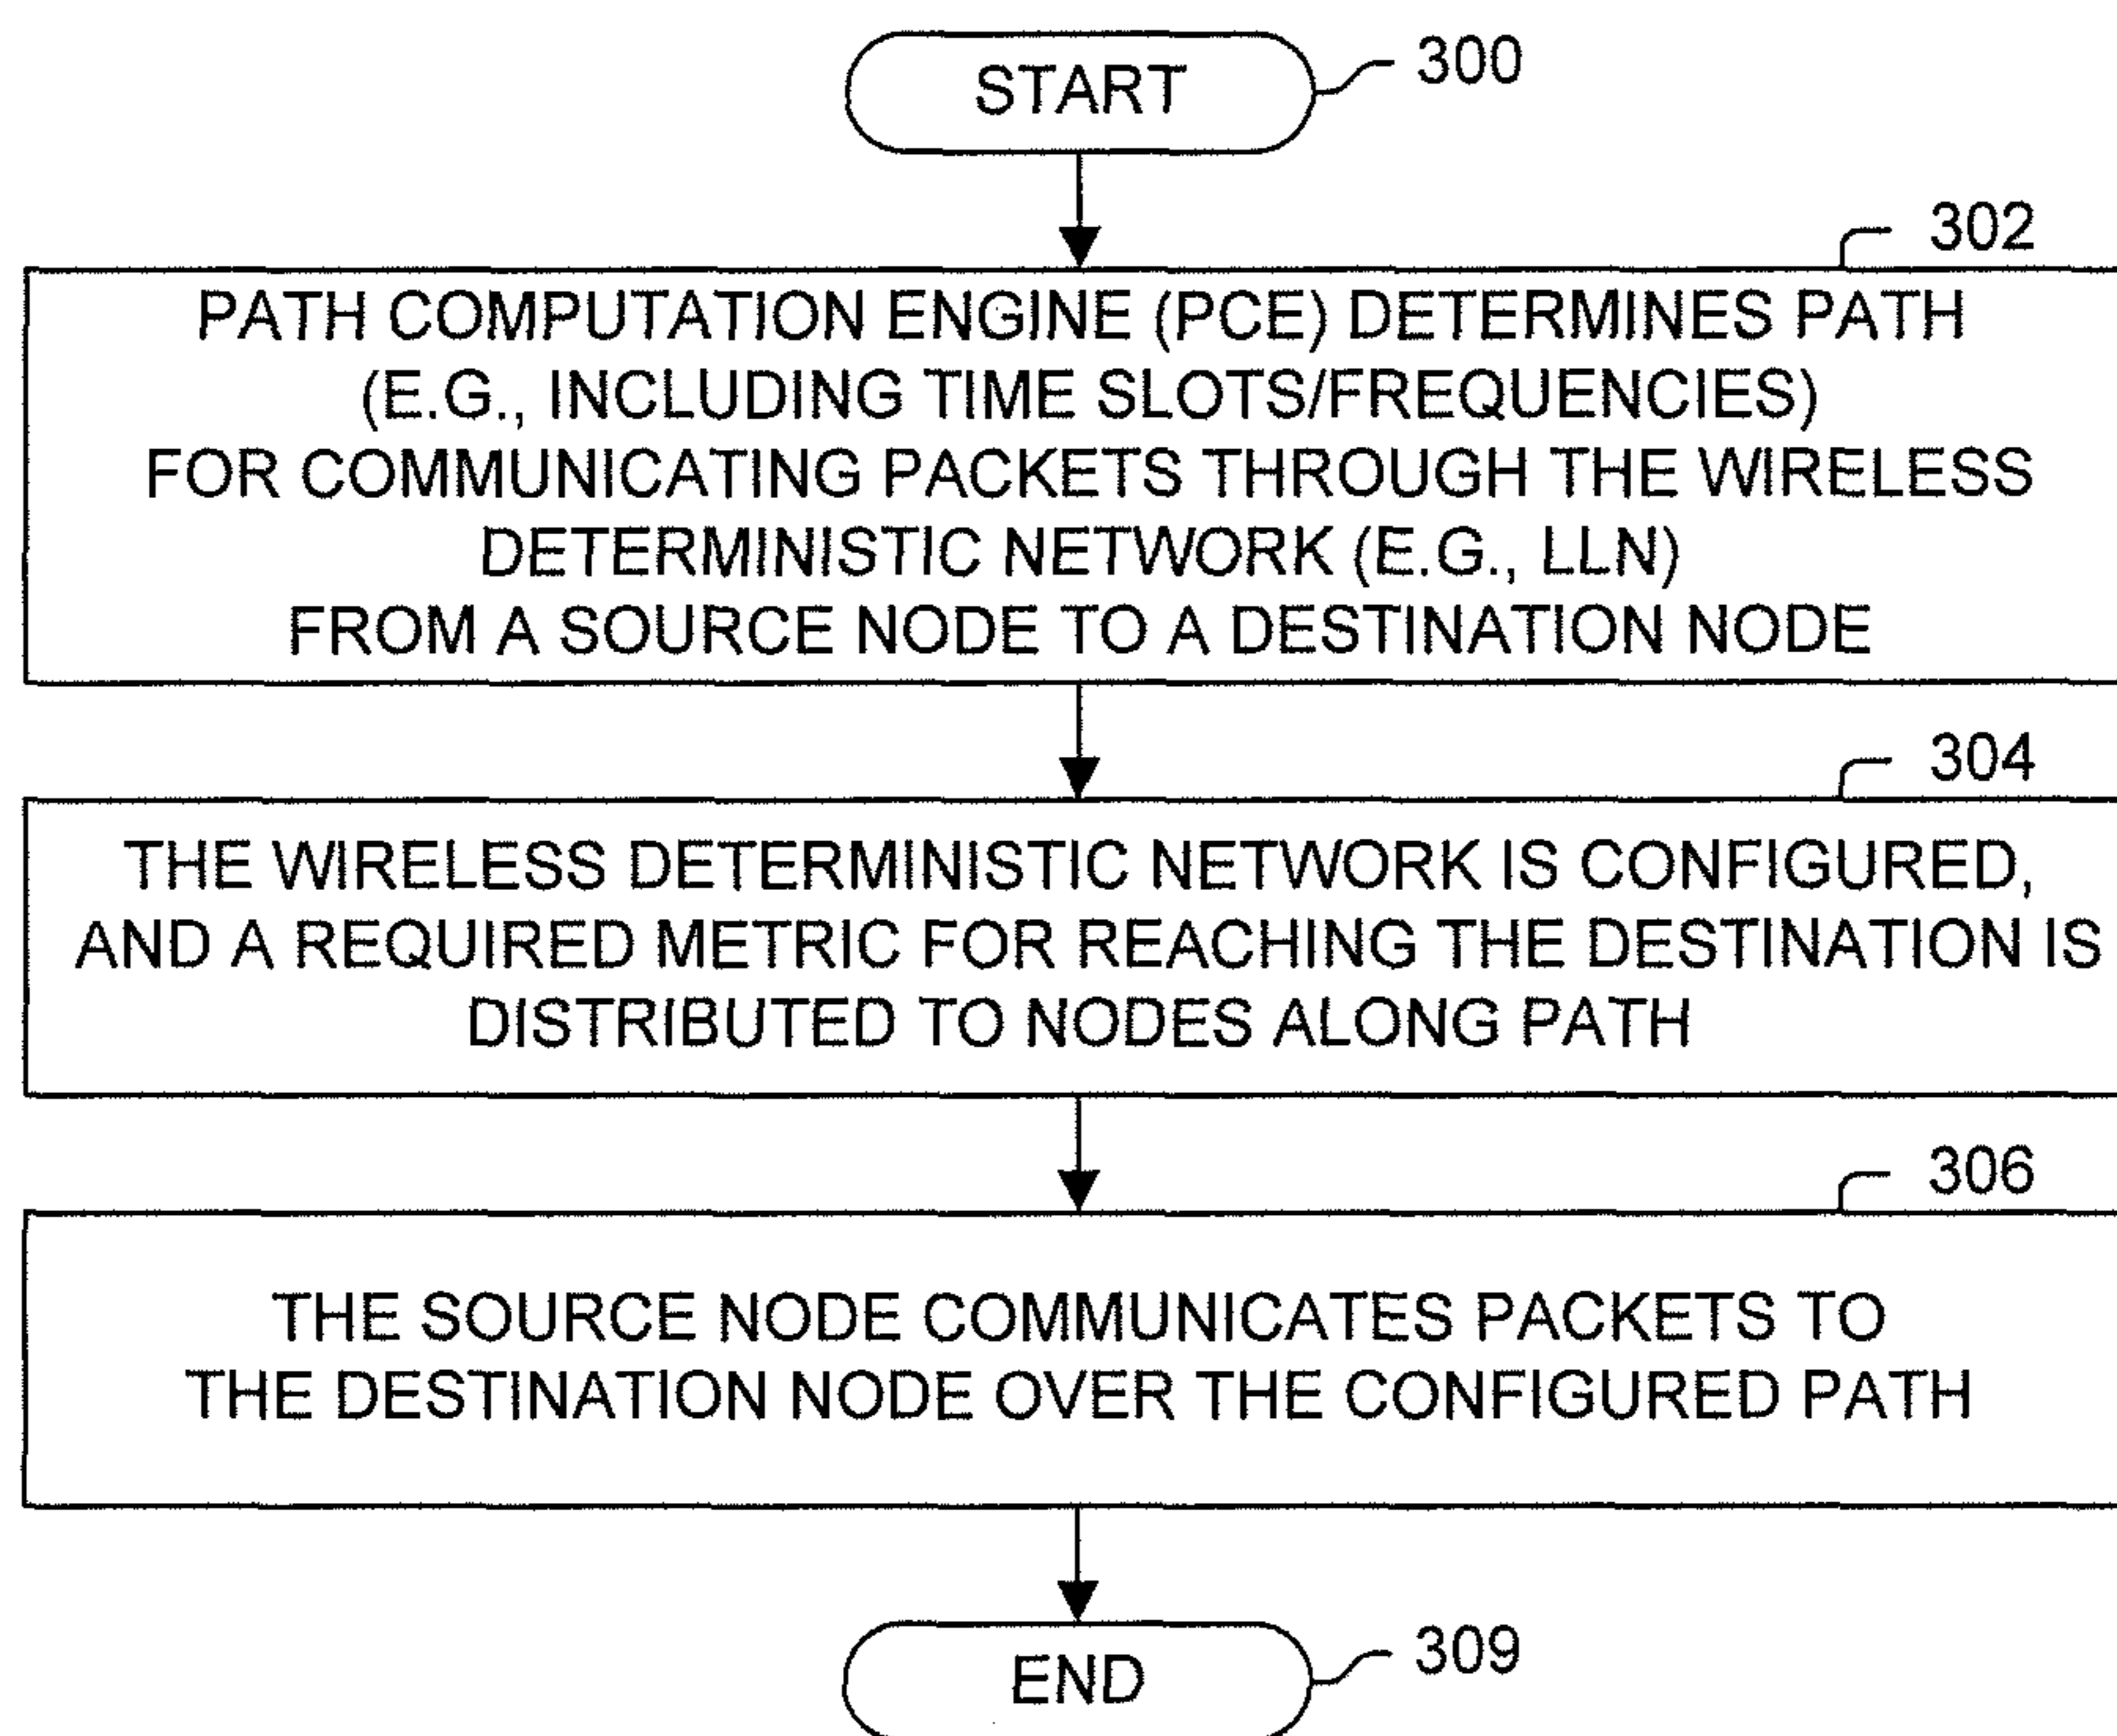 START
300
302
PATH COMPUTATION ENGINE (PCE) DETERMINES PATH
(E.G., INCLUDING TIME SLOTS/FREQUENCIES)
FOR COMMUNICATING PACKETS THROUGH THE WIRELESS
DETERMINISTIC NETWORK (E.G., LLN)
FROM A SOURCE NODE TO A DESTINATION NODE
304
THE WIRELESS DETERMINISTIC NETWORK IS CONFIGURED,
AND A REQUIRED METRIC FOR REACHING THE DESTINATION IS
DISTRIBUTED TO NODES ALONG PATH
306
THE SOURCE NODE COMMUNICATES PACKETS TO
THE DESTINATION NODE OVER THE CONFIGURED PATH
END
309